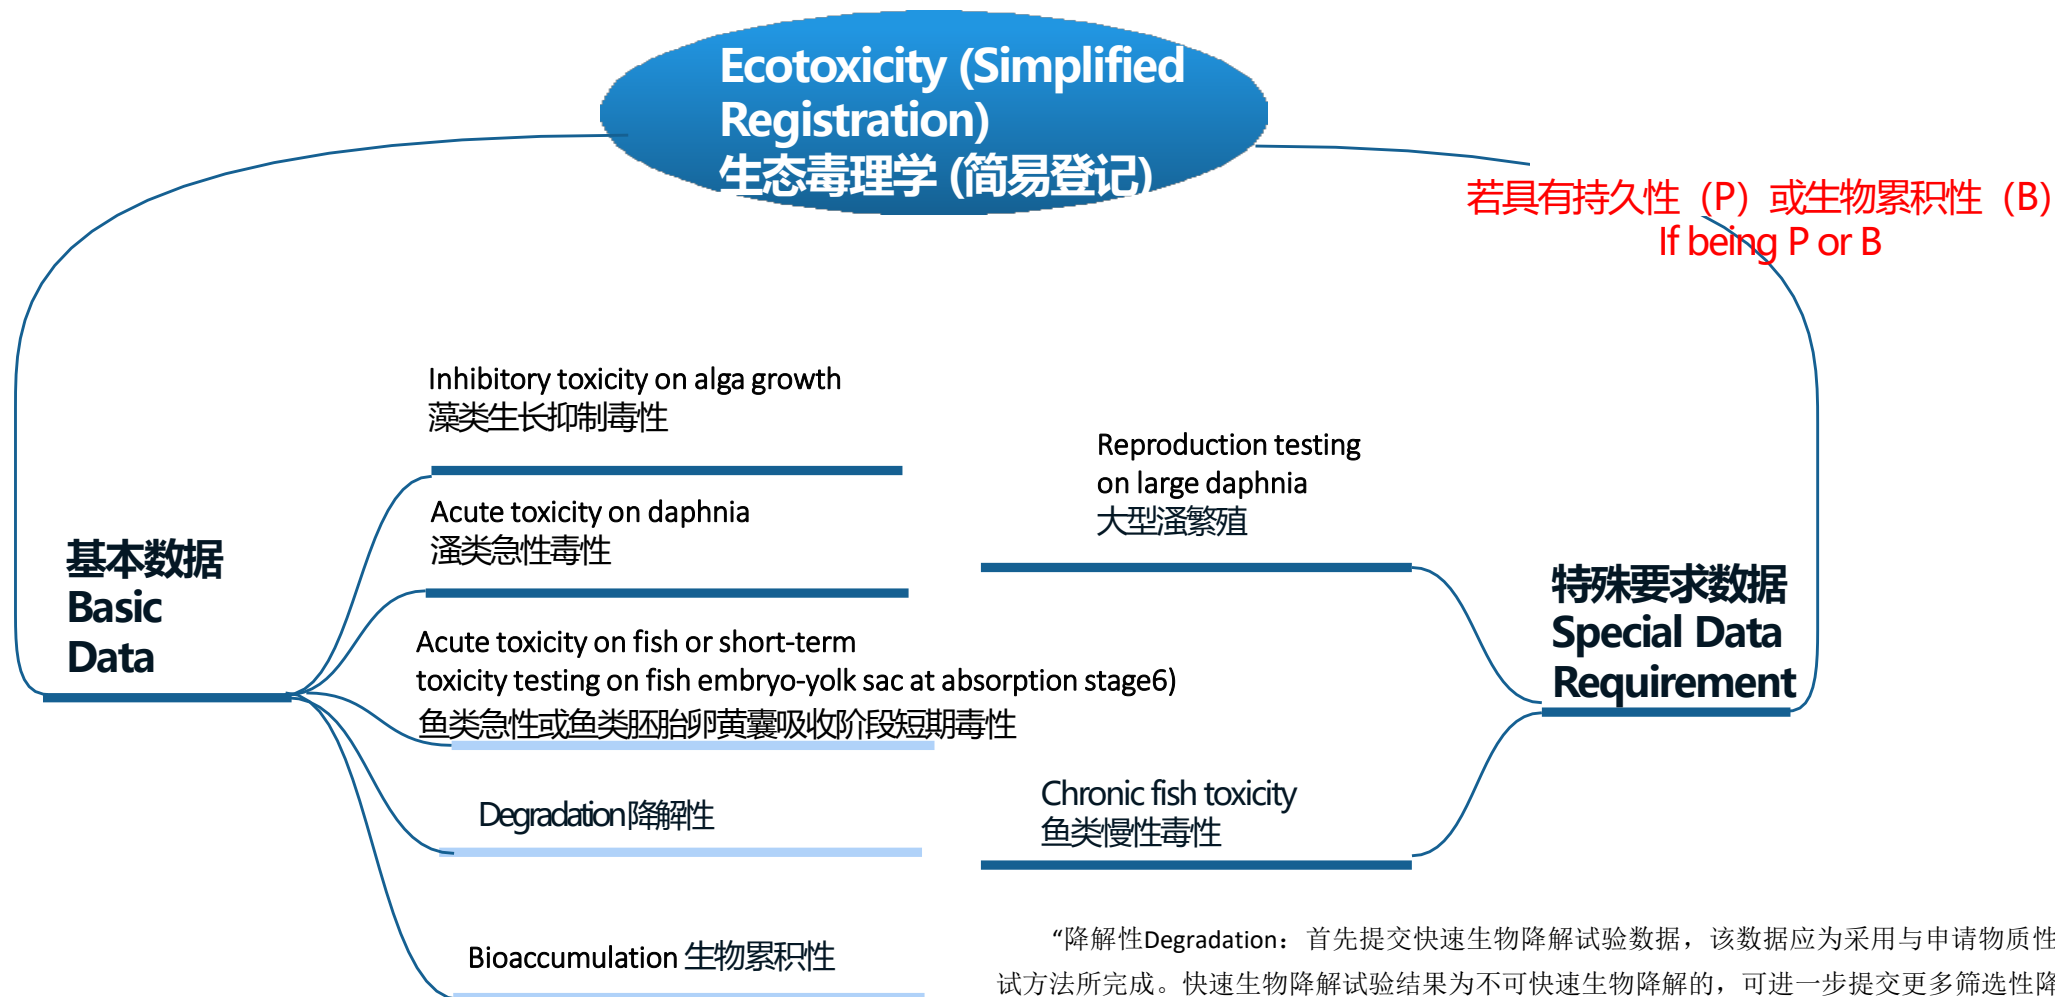 Ecotoxicity (Simplified
Registration)
生态毒理学 (简易登记)
若具有持久性（P）或生物累积性（B）
If being P or B
Inhibitory toxicity on alga growth
藻类生长抑制毒性
Acute toxicity on daphnia
溞类急性毒性
基本数据
Basic
Data
Acute toxicity on fish or short-term
toxicity testing on fish embryo-yolk sac at absorption stage6)
鱼类急性或鱼类胚胎卵黄囊吸收阶段短期毒性
Degradation降解性
Bioaccumulation 生物累积性
Reproduction testing
on large daphnia
大型溞繁殖
特殊要求数据
Special Data
Requirement
Chronic fish toxicity
鱼类慢性毒性
“降解性Degradation：首先提交快速生物降解试验数据，该数据应为采用与申请物质性
试方法所完成。快速生物降解试验结果为不可快速生物降解的，可进一步提交更多筛选性降